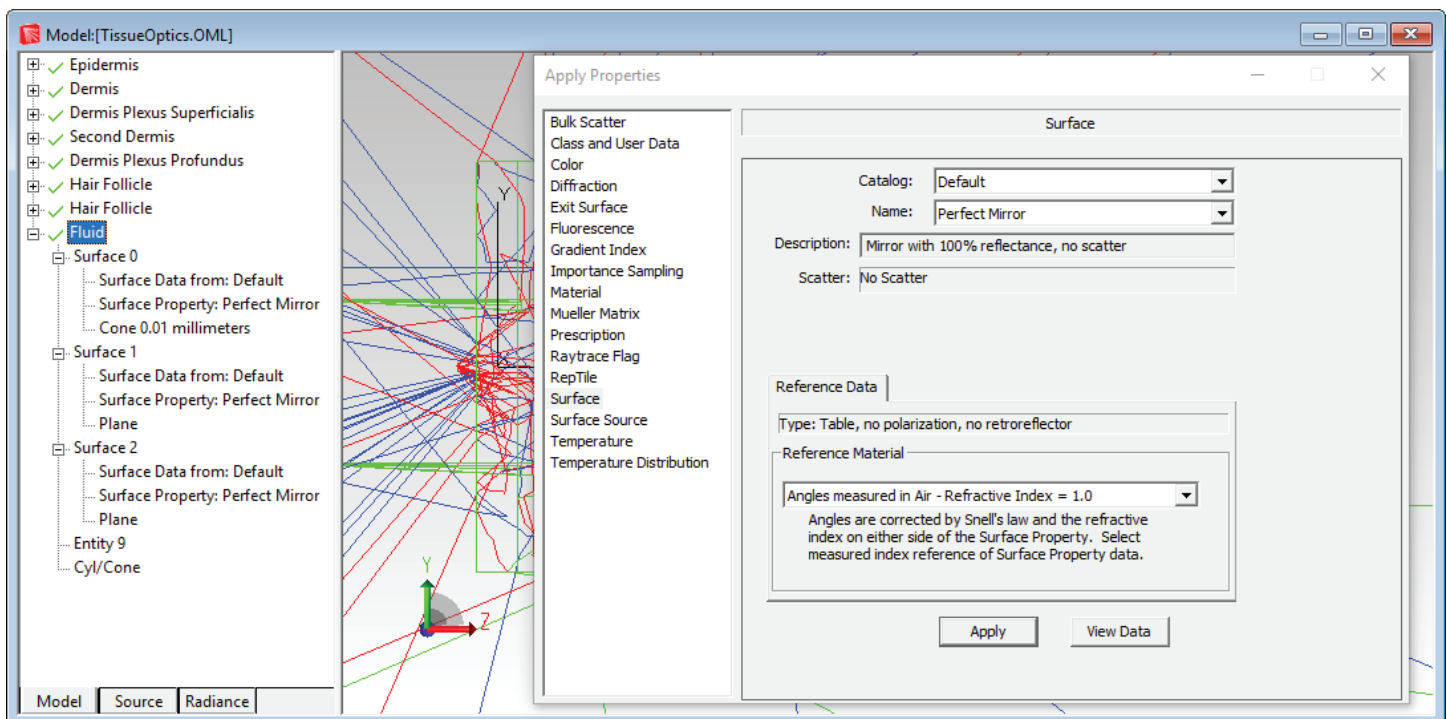 Model:[TissueOptics.OML]
Epidermis
Dermis
Dermis Plexus Superficialis
Second Dermis
Dermis Plexus Profundus
Hair Follicle
Hair Follicle
Fluid
Surface 0
Surface Data from: Default
Surface Property: Perfect Mirror
Cone 0.01 millimeters
Surface 1
Surface Data from: Default
Surface Property: Perfect Mirror
Plane
Surface 2
Surface Data from: Default
Surface Property: Perfect Mirror
Plane
Entity 9
Cyl/Cone
Model
Source
Radiance
Y
X
Y
Z
Apply Properties
Bulk Scatter
Class and User Data
Color
Diffraction
Exit Surface
Fluorescence
Gradient Index
Importance Sampling
Material
Mueller Matrix
Prescription
Raytrace Flag
RepTile
Surface
Surface Source
Temperature
Temperature Distribution
Surface
Catalog: Default
Name: Perfect Mirror
Description: Mirror with 100% reflectance, no scatter
Scatter: No Scatter
Reference Data
Type: Table, no polarization, no retroreflector
Reference Material
Angles measured in Air - Refractive Index = 1.0
Angles are corrected by Snell's law and the refractive
index on either side of the Surface Property. Select
measured index reference of Surface Property data.
Apply
View Data